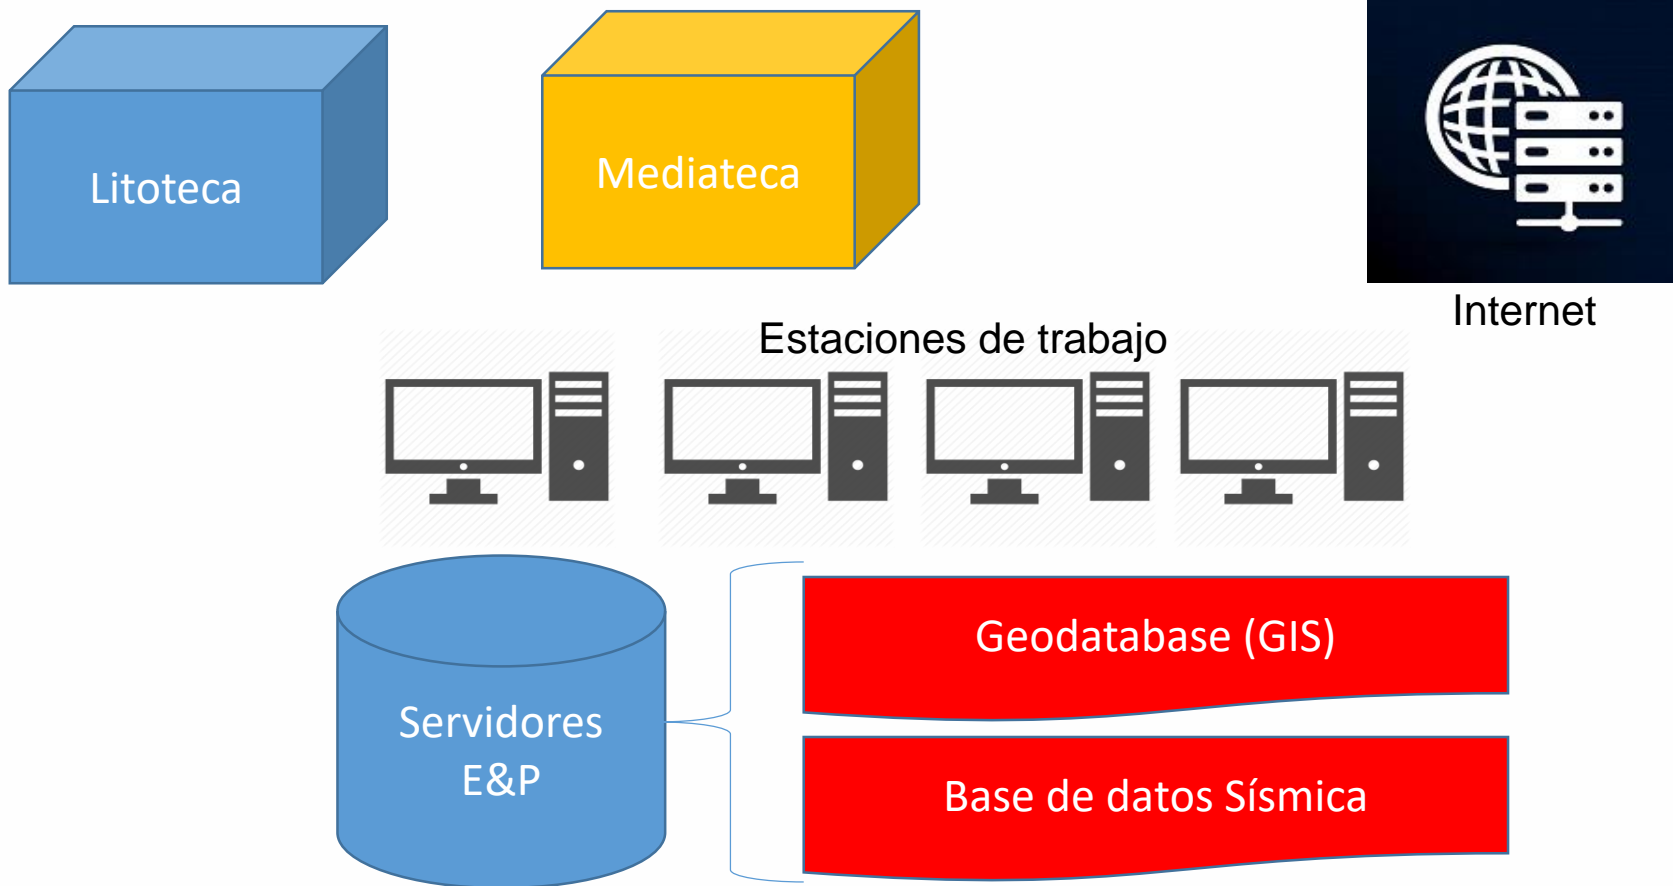 Litoteca
Mediateca
Internet
Estaciones de trabajo
Servidores
E&P
Geodatabase (GIS)
Base de datos Sísmica